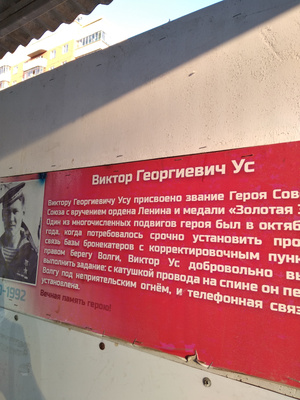 Виктор Георгиевич Ус
Виктору Георгиевичу Усу присвоено звание Героя Сов
Союза с вручением ордена Ленина и медали «Золотая З
Один из многочисленных подвигов героя был в октяб
года, когда потребовалось срочно установить про
связь базы бронекатеров с корректировочным пунк
правом берегу Волги, Виктор Ус добровольно вы
выполнить задание: с катушкой провода на спине он пе
Волгу под неприятельским огнём, и телефонная связ
установлена.
Вечная память герою!
-1992